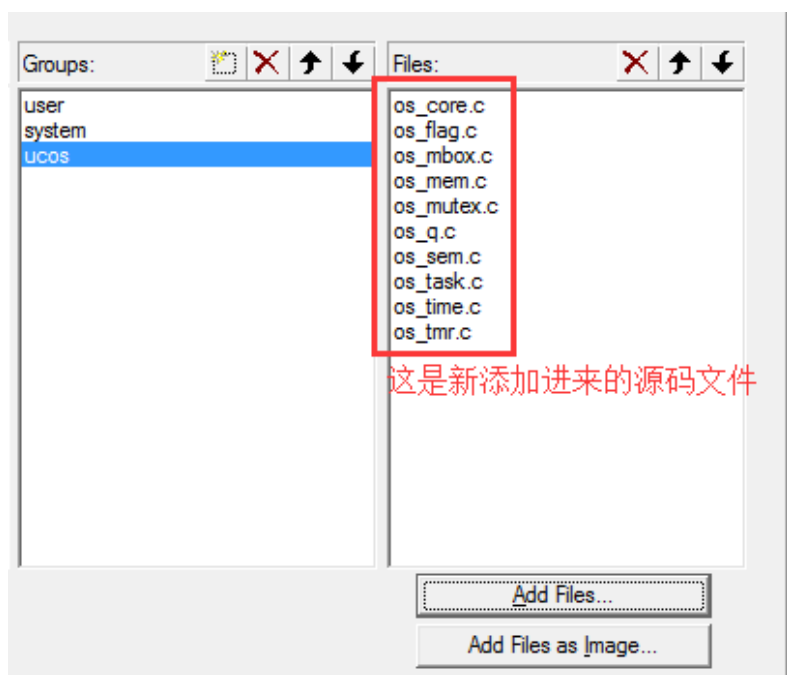 Groups:
Files:
user
system
ucos
os_core.c
os_flag.c
os_mbox.c
os_mem.c
os_mutex.c
os_q.c
os_sem.c
os_task.c
os_time.c
os_tmr.c
这是新添加进来的源码文件
Add Files...
Add Files as Image...